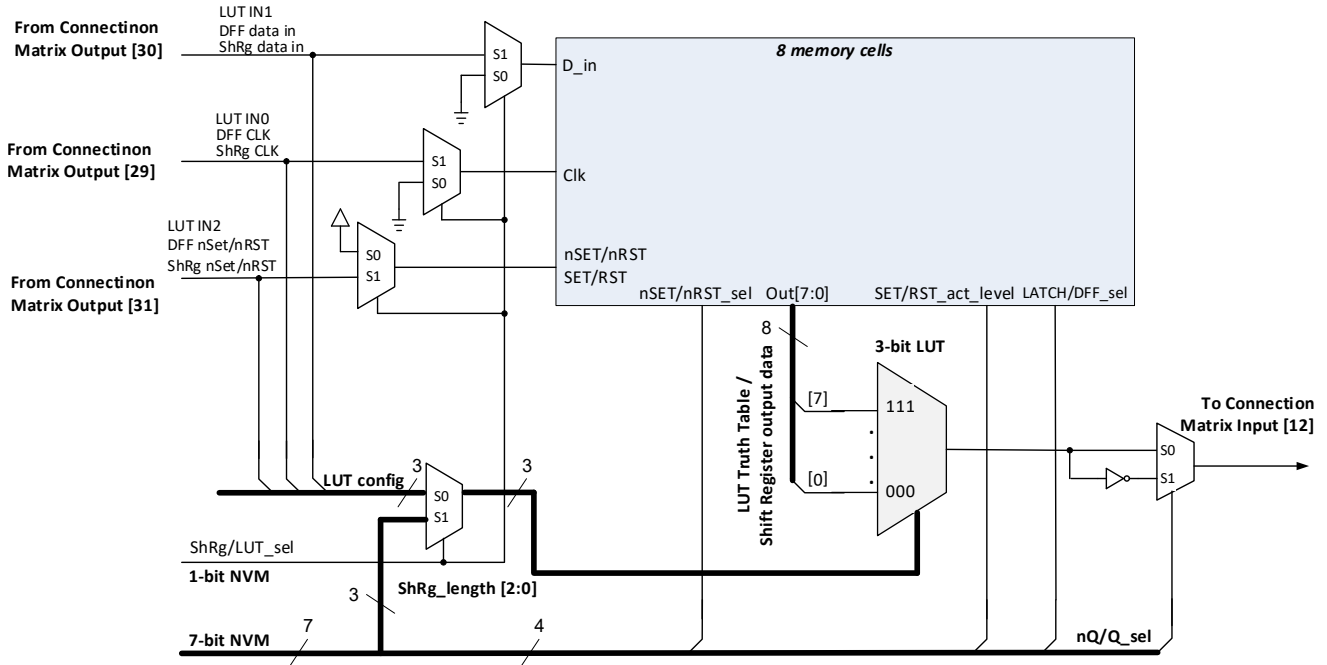 LUT IN1
DFF data in
ShRg data in
From Connectinon
Matrix Output [30]
S1
S0
8 memory cells
D_in
LUT IN0
DFF CLK
ShRg CLK
From Connectinon
Matrix Output [29]
S1
S0
Clk
LUT IN2
DFF nSet/nRST
ShRg nSet/nRST
From Connectinon
Matrix Output [31]
S0
S1
nSET/nRST
SET/RST
nSET/nRST_sel
Out[7:0]
SET/RST_act_level
LATCH/DFF_sel
8
LUT Truth Table /
Shift Register output data
3-bit LUT
[7]
111
[0]
000
To Connection
Matrix Input [12]
S0
S1
LUT config
3
3
S0
S1
ShRg/LUT_sel
1-bit NVM
ShRg_length [2:0]
3
7-bit NVM
7
4
nQ/Q_sel